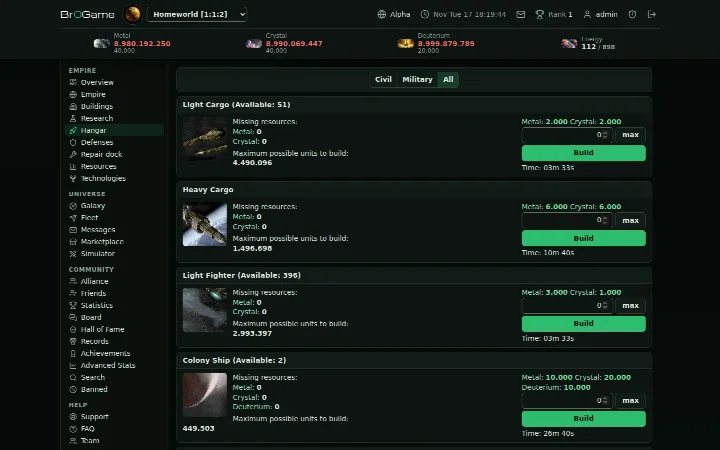 BrOGame
Homeworld [1:1:2]
Alpha
Nov Tue 17 18:19:44
Rank 1
admin
Metal
8.980.192.250
40.000
Crystal
8.990.069.447
40.000
Deuterium
8.999.879.789
20.000
Energy
112 / 898
EMPIRE
Overview
Empire
Buildings
Research
Hangar
Defenses
Repair dock
Resources
Technologies
UNIVERSE
Galaxy
Fleet
Messages
Marketplace
Simulator
COMMUNITY
Alliance
Friends
Statistics
Board
Hall of Fame
Records
Achievements
Advanced Stats
Search
Banned
HELP
Support
FAQ
Team
Civil Military All
Light Cargo (Available: 51)
Missing resources:
Metal: 0
Crystal: 0
Maximum possible units to build:
4.490.096
Metal: 2.000 Crystal: 2.000
0 max
Build
Time: 03m 33s
Heavy Cargo
Missing resources:
Metal: 0
Crystal: 0
Maximum possible units to build:
1.496.698
Metal: 6.000 Crystal: 6.000
0 max
Build
Time: 10m 40s
Light Fighter (Available: 396)
Missing resources:
Metal: 0
Crystal: 0
Maximum possible units to build:
2.993.397
Metal: 3.000 Crystal: 1.000
0 max
Build
Time: 03m 33s
Colony Ship (Available: 2)
Missing resources:
Metal: 0
Crystal: 0
Deuterium: 0
Maximum possible units to build:
449.503
Metal: 10.000 Crystal: 20.000
Deuterium: 10.000
0 max
Build
Time: 26m 40s